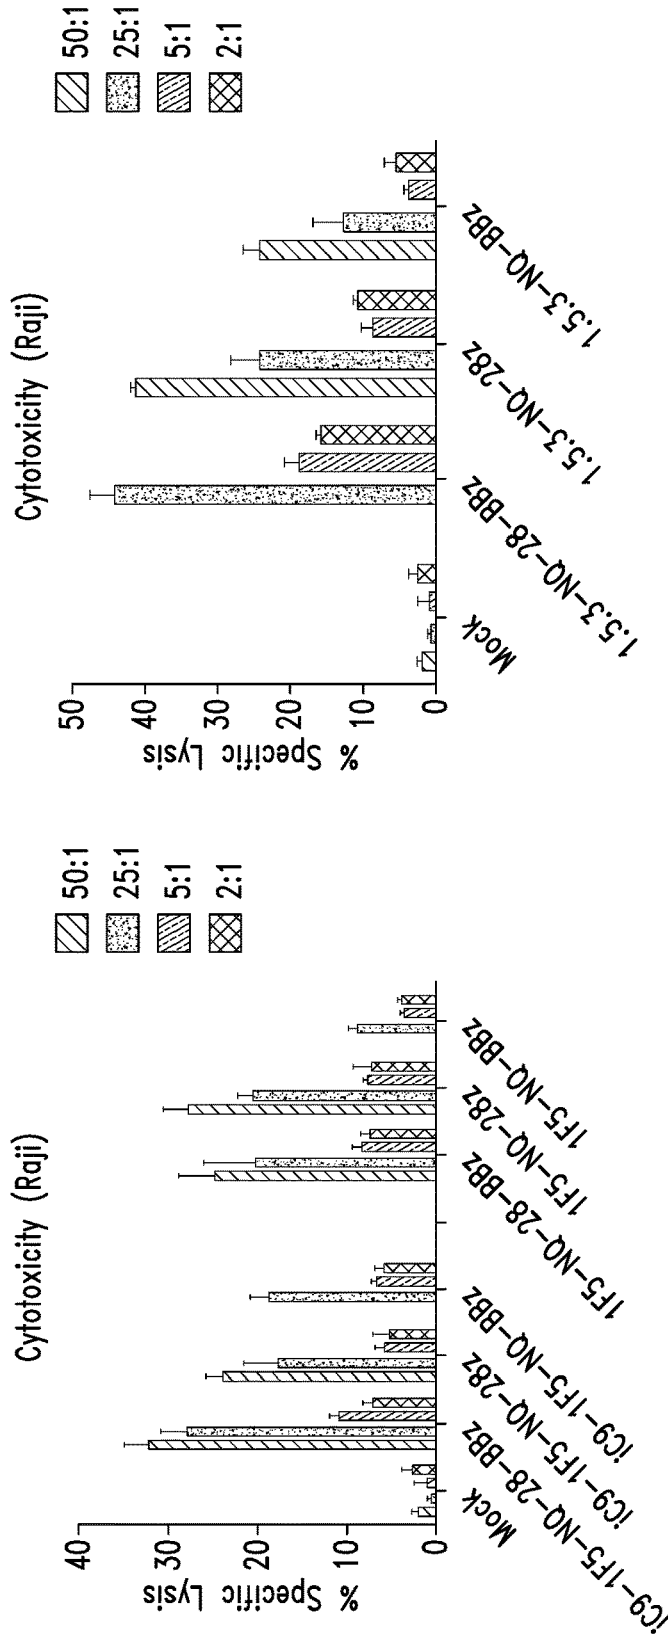 Cytotoxicity (Raji)
50:1
25:1
5:1
2:1
% Specific Lysis
40
30
20
10
0
Mock
iC9-1F5-NQ-28-BBz
iC9-1F5-NQ-28z
iC9-1F5-NQ-BBz
1F5-NQ-28-BBz
1F5-NQ-28z
1F5-NQ-BBz
Cytotoxicity (Raji)
50:1
25:1
5:1
2:1
% Specific Lysis
50
40
30
20
10
0
Mock
1.5.3-NQ-28-BBz
1.5.3-NQ-28z
1.5.3-NQ-BBz